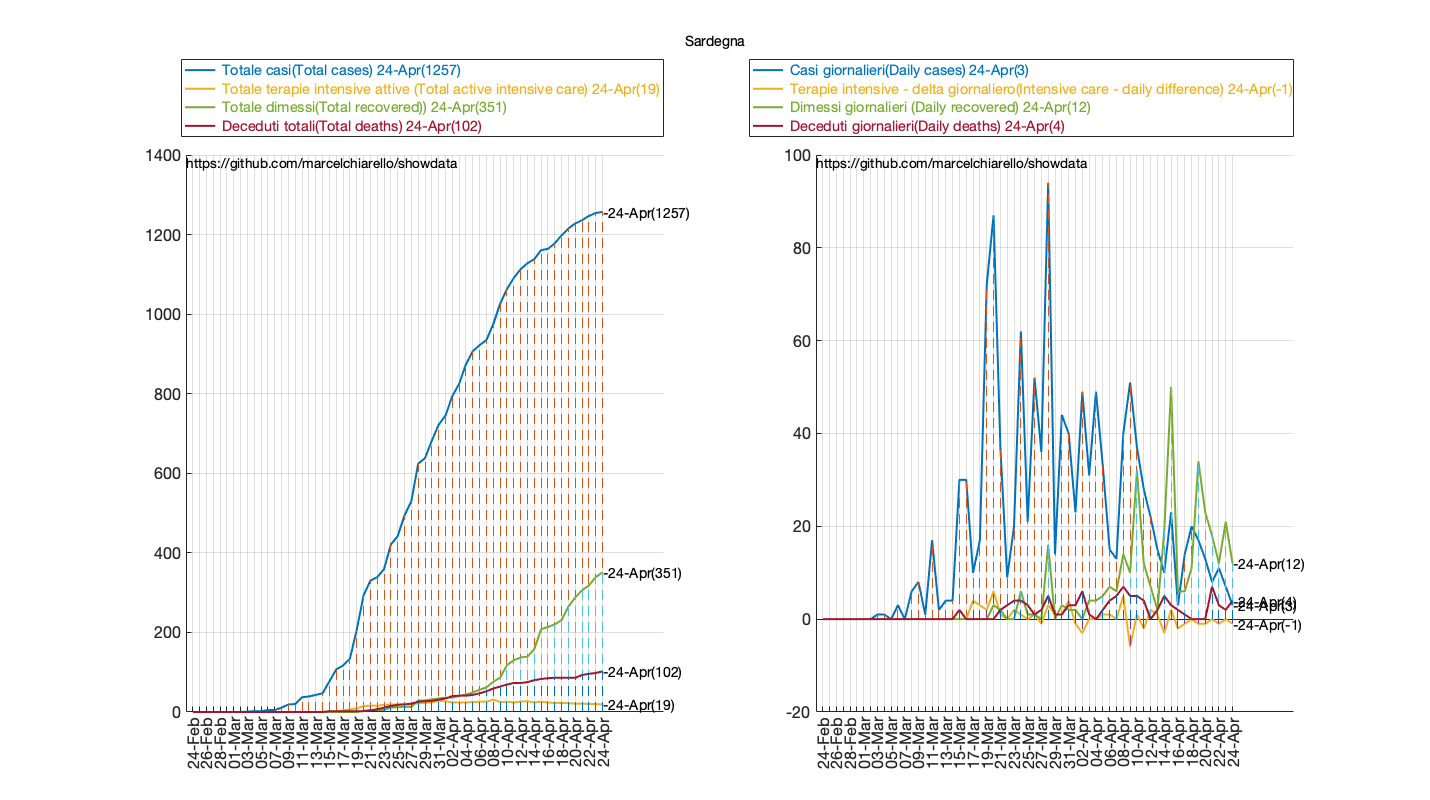 Sardegna
Totale casi(Total cases) 24-Apr(1257)
Totale terapie intensive attive (Total active intensive care) 24-Apr(19)
Totale dimessi(Total recovered)) 24-Apr(351)
Deceduti totali(Total deaths) 24-Apr(102)
1400
https://github.com/marcelchiarello/showdata
1200
1000
800
600
400
200
0
-24-Apr(1257)
-24-Apr(351)
-24-Apr(102)
-24-Apr(19)
24-Feb
26-Feb
28-Feb
01-Mar
03-Mar
05-Mar
07-Mar
09-Mar
11-Mar
13-Mar
15-Mar
17-Mar
19-Mar
21-Mar
23-Mar
25-Mar
27-Mar
29-Mar
31-Mar
02-Apr
04-Apr
06-Apr
08-Apr
10-Apr
12-Apr
14-Apr
16-Apr
18-Apr
20-Apr
22-Apr
24-Apr
Casi giornalieri(Daily cases) 24-Apr(3)
Terapie intensive - delta giornaliero(Intensive care - daily difference) 24-Apr(-1)
Dimessi giornalieri (Daily recovered) 24-Apr(12)
Deceduti giornalieri(Daily deaths) 24-Apr(4)
100
https://github.com/marcelchiarello/showdata
80
60
40
20
0
-20
-24-Apr(12)
-24-Apr(4)
-24-Apr(3)
-24-Apr(-1)
24-Feb
26-Feb
28-Feb
01-Mar
03-Mar
05-Mar
07-Mar
09-Mar
11-Mar
13-Mar
15-Mar
17-Mar
19-Mar
21-Mar
23-Mar
25-Mar
27-Mar
29-Mar
31-Mar
02-Apr
04-Apr
06-Apr
08-Apr
10-Apr
12-Apr
14-Apr
16-Apr
18-Apr
20-Apr
22-Apr
24-Apr